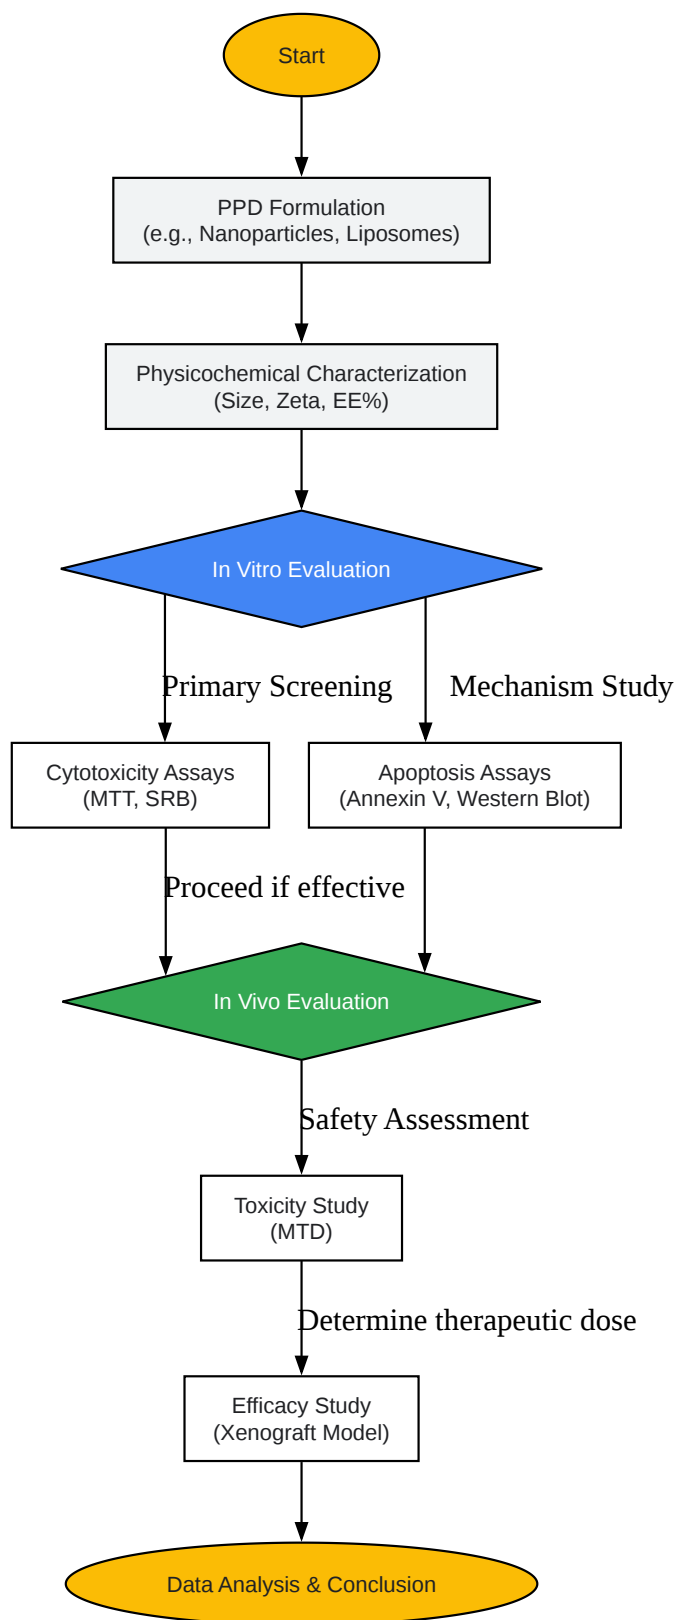 Start
PPD Formulation
(e.g., Nanoparticles, Liposomes)
Physicochemical Characterization
(Size, Zeta, EE%)
In Vitro Evaluation
Primary Screening
Mechanism Study
Cytotoxicity Assays
(MTT, SRB)
Apoptosis Assays
(Annexin V, Western Blot)
Proceed if effective
In Vivo Evaluation
Safety Assessment
Toxicity Study
(MTD)
Determine therapeutic dose
Efficacy Study
(Xenograft Model)
Data Analysis & Conclusion